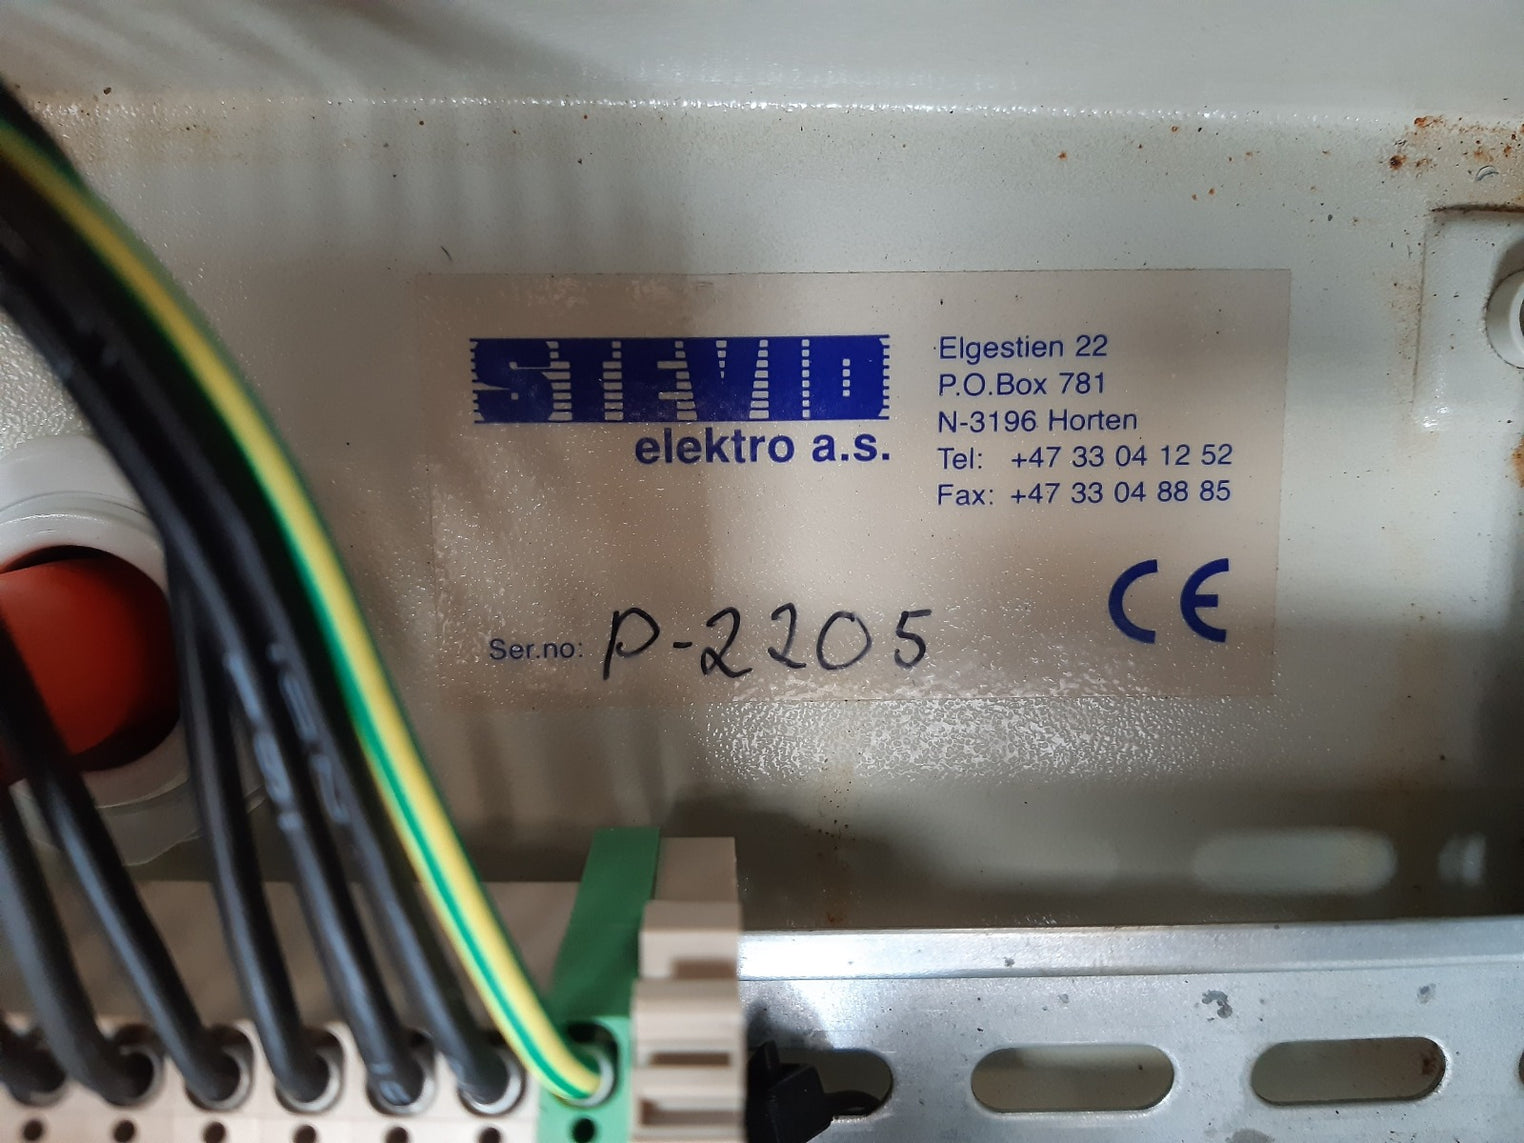 STEVID
elektro a.s.
Elgestien 22
P.O.Box 781
N-3196 Horten
Tel: +47 33 04 12 52
Fax: +47 33 04 88 85
CE
Ser.no: P-2205